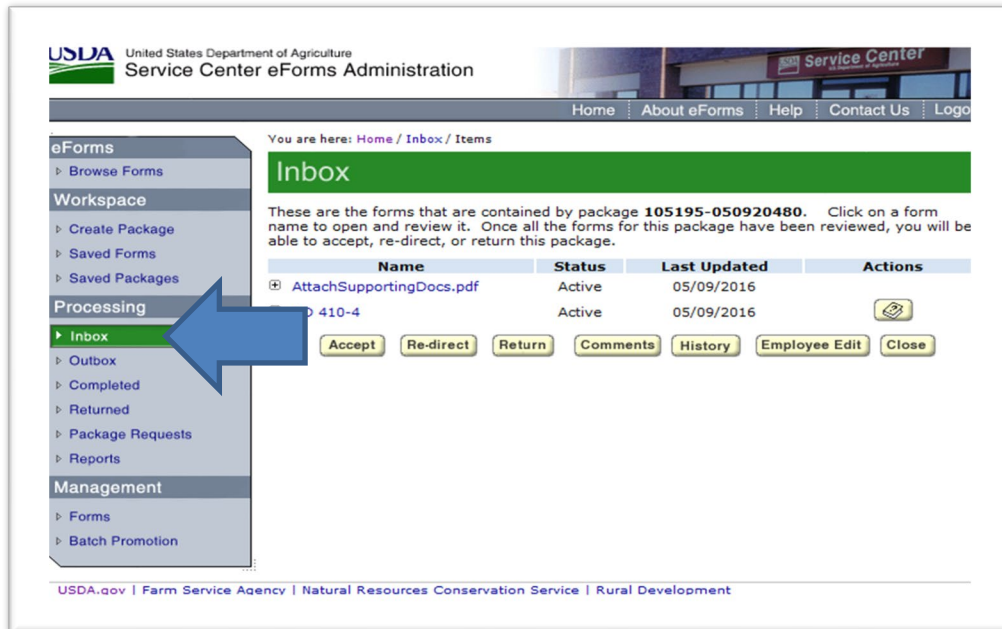 USDA United States Department of Agriculture
Service Center eForms Administration
Service Center
Home About eForms Help Contact Us Logo
You are here: Home / Inbox / Items
eForms
Browse Forms
Workspace
Create Package
Saved Forms
Saved Packages
Processing
Inbox
Outbox
Completed
Returned
Package Requests
Reports
Management
Forms
Batch Promotion
Inbox
These are the forms that are contained by package 105195-050920480. Click on a form
name to open and review it. Once all the forms for this package have been reviewed, you will be
able to accept, re-direct, or return this package.
Name Status Last Updated Actions
AttachSupportingDocs.pdf Active 05/09/2016
410-4 Active 05/09/2016
Accept Re-direct Return Comments History Employee Edit Close
USDA.gov | Farm Service Agency | Natural Resources Conservation Service | Rural Development